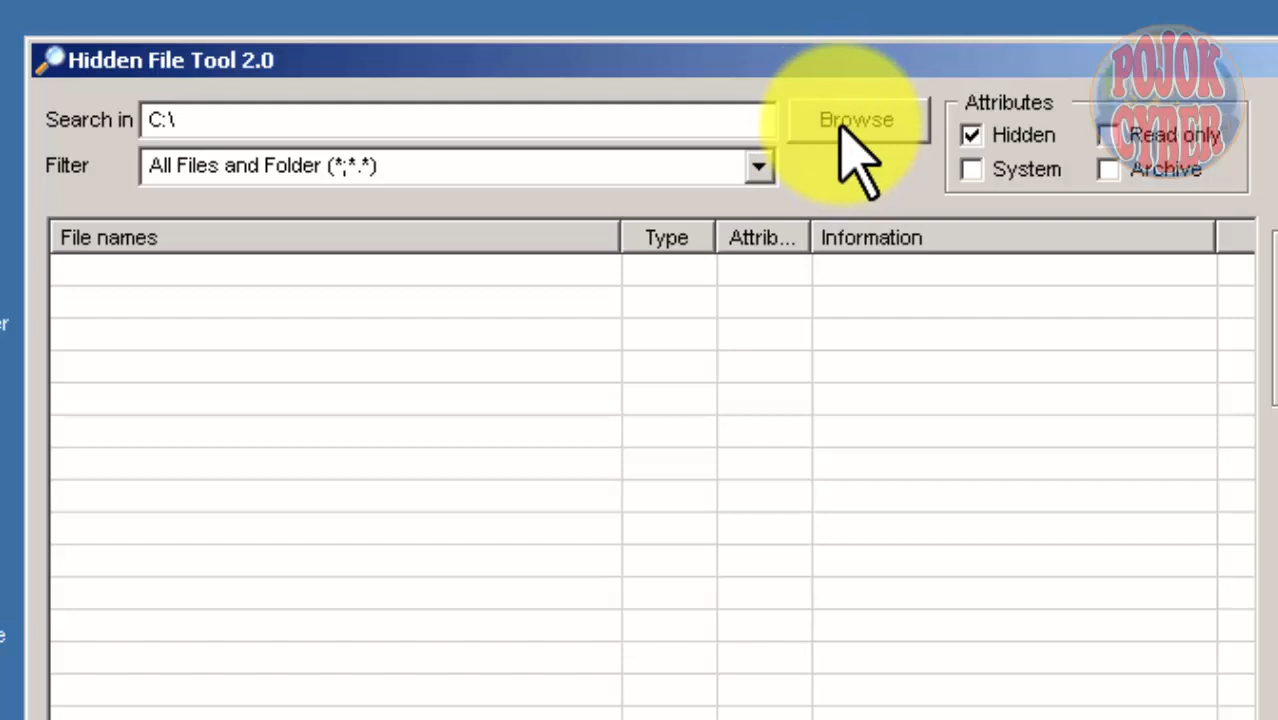 Hidden File Tool 2.0
POJOK
CYBER
Search in C:\
Browse
Attributes
Hidden
Read only
Filter
All Files and Folder (*;*.*)
System
Archive
File names
Type
Attrib...
Information
er
e